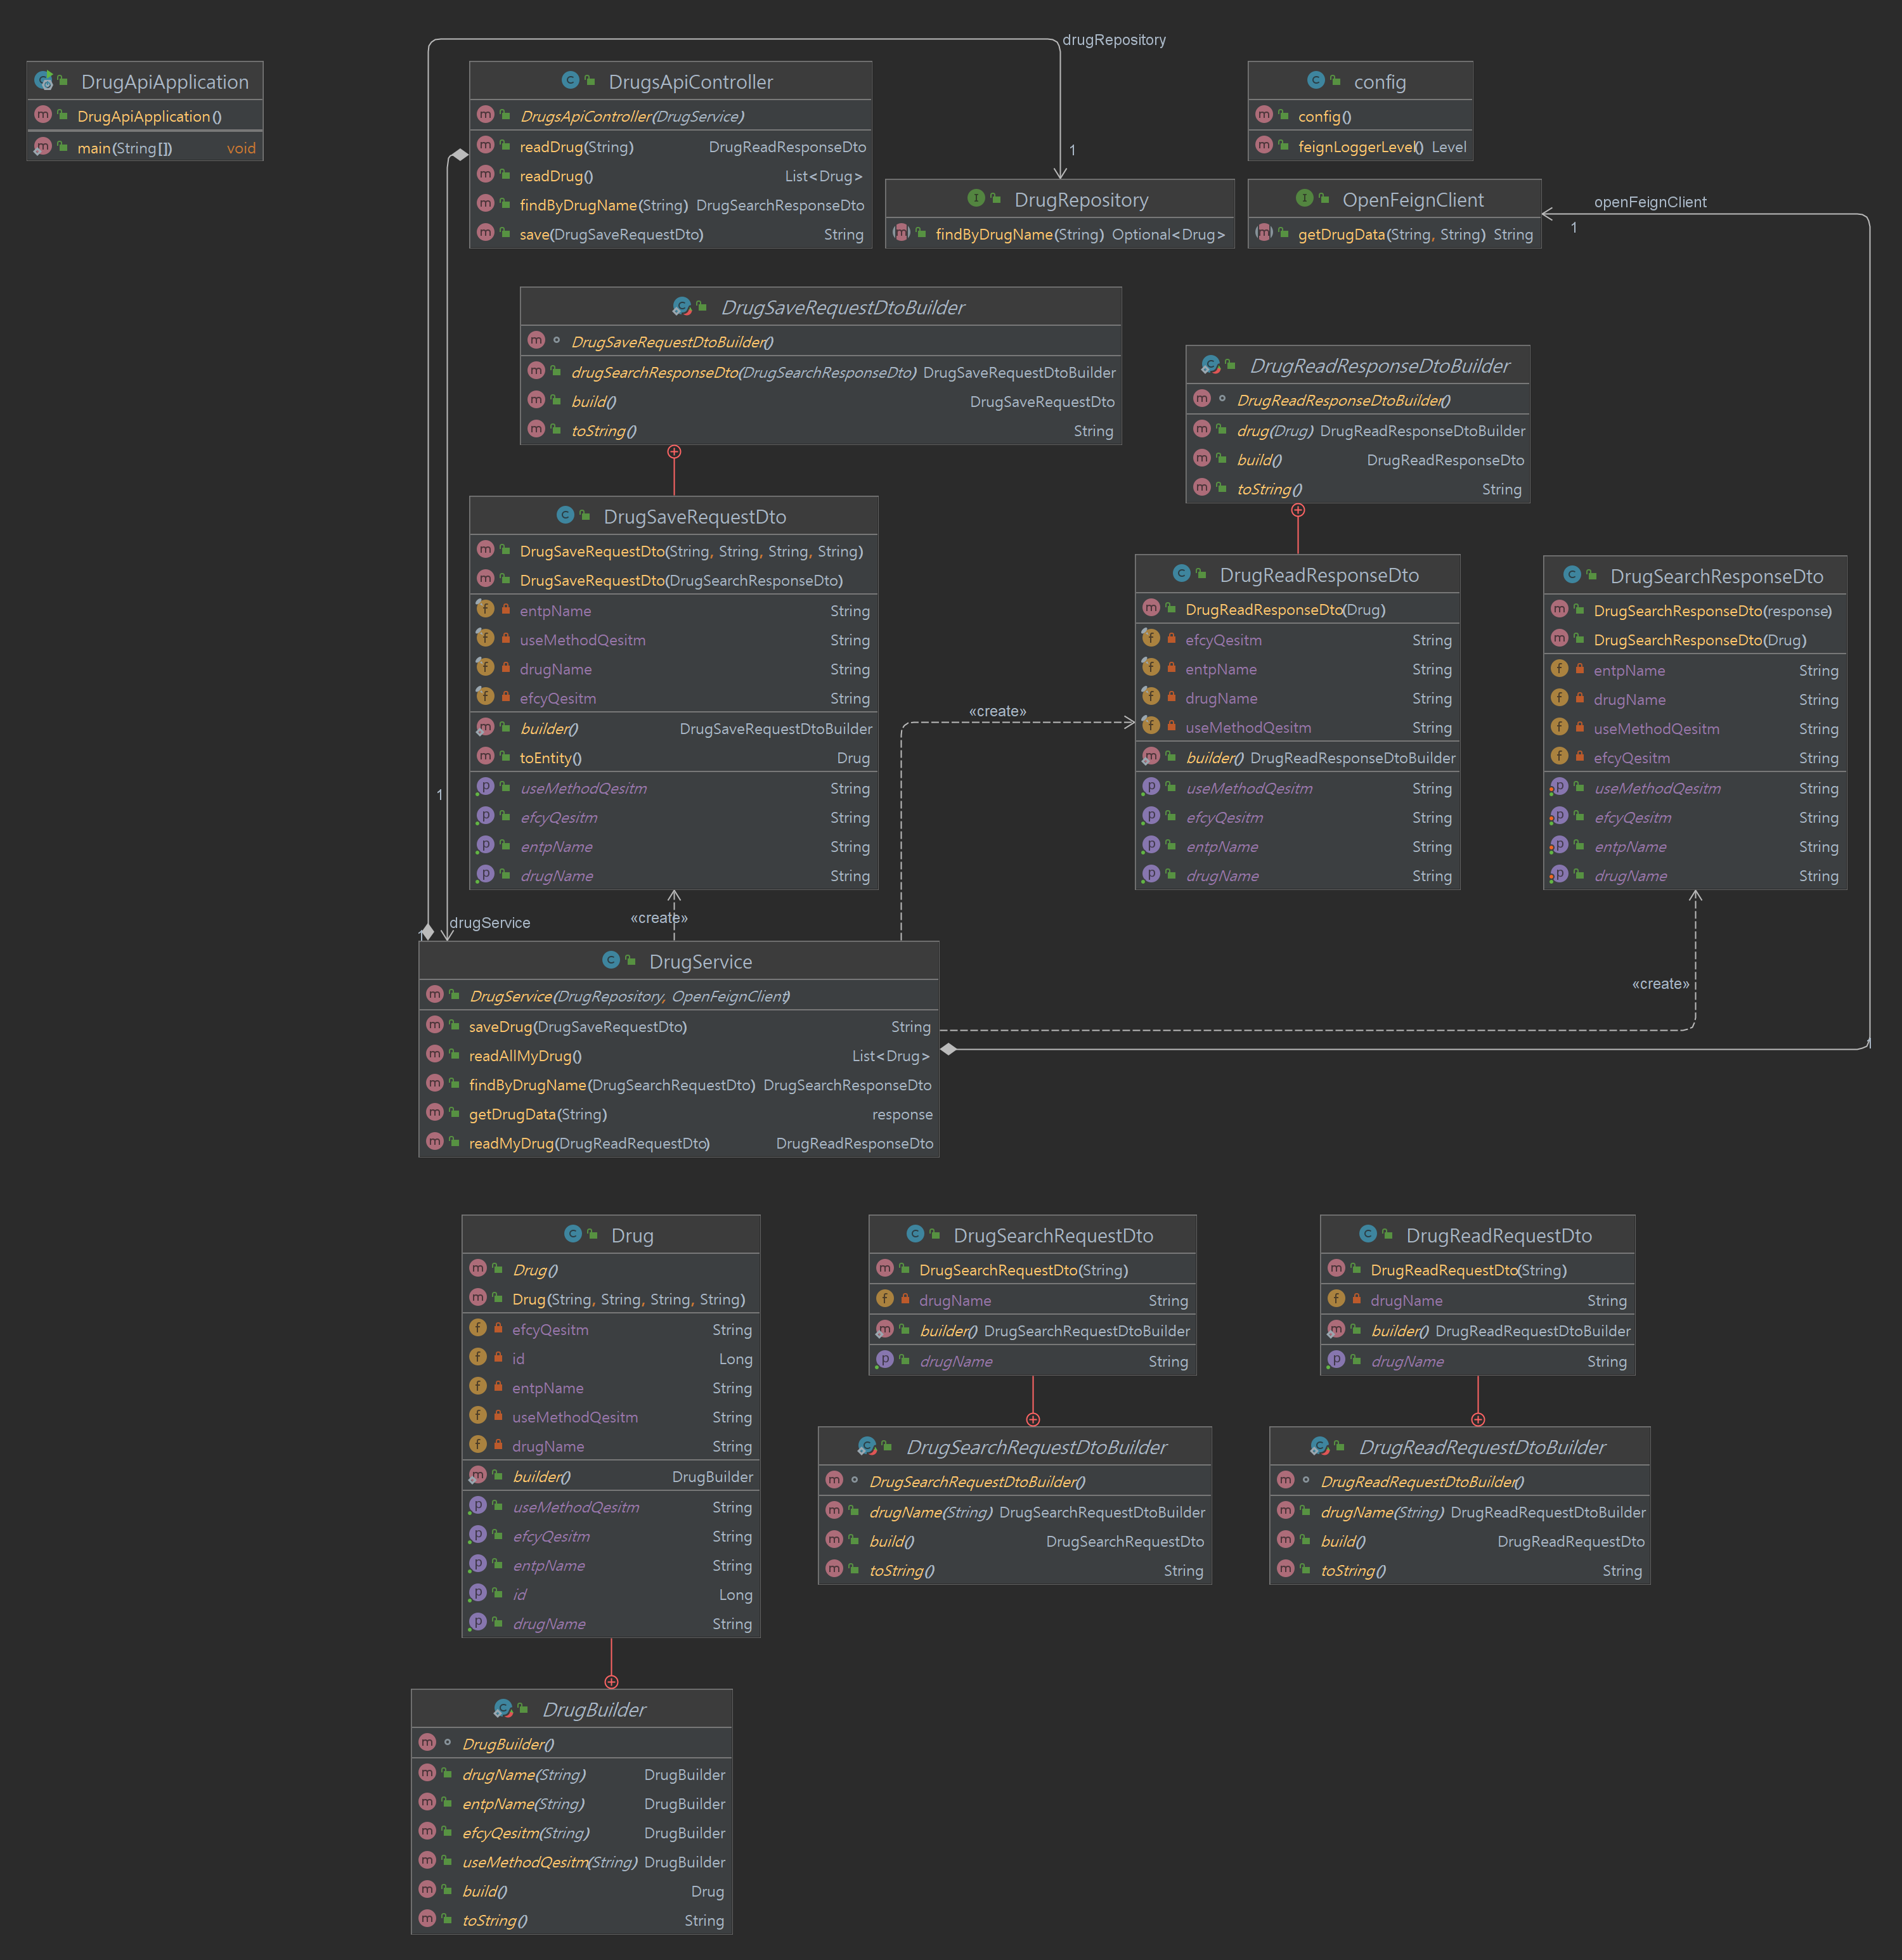 drugRepository
DrugApiApplication
DrugApiApplication()
main(String[]) void
DrugsApiController
DrugsApiController(DrugService)
readDrug(String) DrugReadResponseDto
readDrug() List<Drug>
findByDrugName(String) DrugSearchResponseDto
save(DrugSaveRequestDto) String
1
DrugRepository
findByDrugName(String) Optional<Drug>
config
config()
feignLoggerLevel() Level
OpenFeignClient
getDrugData(String, String) String
openFeignClient
1
DrugSaveRequestDtoBuilder
DrugSaveRequestDtoBuilder()
drugSearchResponseDto(DrugSearchResponseDto) DrugSaveRequestDtoBuilder
build() DrugSaveRequestDto
toString() String
DrugReadResponseDtoBuilder
DrugReadResponseDtoBuilder()
drug(Drug) DrugReadResponseDtoBuilder
build() DrugReadResponseDto
toString() String
DrugSaveRequestDto
DrugSaveRequestDto(String, String, String, String)
DrugSaveRequestDto(DrugSearchResponseDto)
entpName String
useMethodQesitm String
drugName String
efcyQesitm String
builder() DrugSaveRequestDtoBuilder
toEntity() Drug
useMethodQesitm String
efcyQesitm String
entpName String
drugName String
DrugReadResponseDto
DrugReadResponseDto(Drug)
efcyQesitm String
entpName String
drugName String
useMethodQesitm String
builder() DrugReadResponseDtoBuilder
useMethodQesitm String
efcyQesitm String
entpName String
drugName String
DrugSearchResponseDto
DrugSearchResponseDto(response)
DrugSearchResponseDto(Drug)
entpName String
drugName String
useMethodQesitm String
efcyQesitm String
useMethodQesitm String
efcyQesitm String
entpName String
drugName String
«create»
1
«create»
drugService
1
«create»
1
DrugService
DrugService(DrugRepository, OpenFeignClient)
saveDrug(DrugSaveRequestDto) String
readAllMyDrug() List<Drug>
findByDrugName(DrugSearchRequestDto) DrugSearchResponseDto
getDrugData(String) response
readMyDrug(DrugReadRequestDto) DrugReadResponseDto
Drug
Drug()
Drug(String, String, String, String)
efcyQesitm String
id Long
entpName String
useMethodQesitm String
drugName String
builder() DrugBuilder
useMethodQesitm String
efcyQesitm String
entpName String
id Long
drugName String
DrugSearchRequestDto
DrugSearchRequestDto(String)
drugName String
builder() DrugSearchRequestDtoBuilder
drugName String
DrugReadRequestDto
DrugReadRequestDto(String)
drugName String
builder() DrugReadRequestDtoBuilder
drugName String
DrugSearchRequestDtoBuilder
DrugSearchRequestDtoBuilder()
drugName(String) DrugSearchRequestDtoBuilder
build() DrugSearchRequestDto
toString() String
DrugReadRequestDtoBuilder
DrugReadRequestDtoBuilder()
drugName(String) DrugReadRequestDtoBuilder
build() DrugReadRequestDto
toString() String
DrugBuilder
DrugBuilder()
drugName(String) DrugBuilder
entpName(String) DrugBuilder
efcyQesitm(String) DrugBuilder
useMethodQesitm(String) DrugBuilder
build() Drug
toString() String